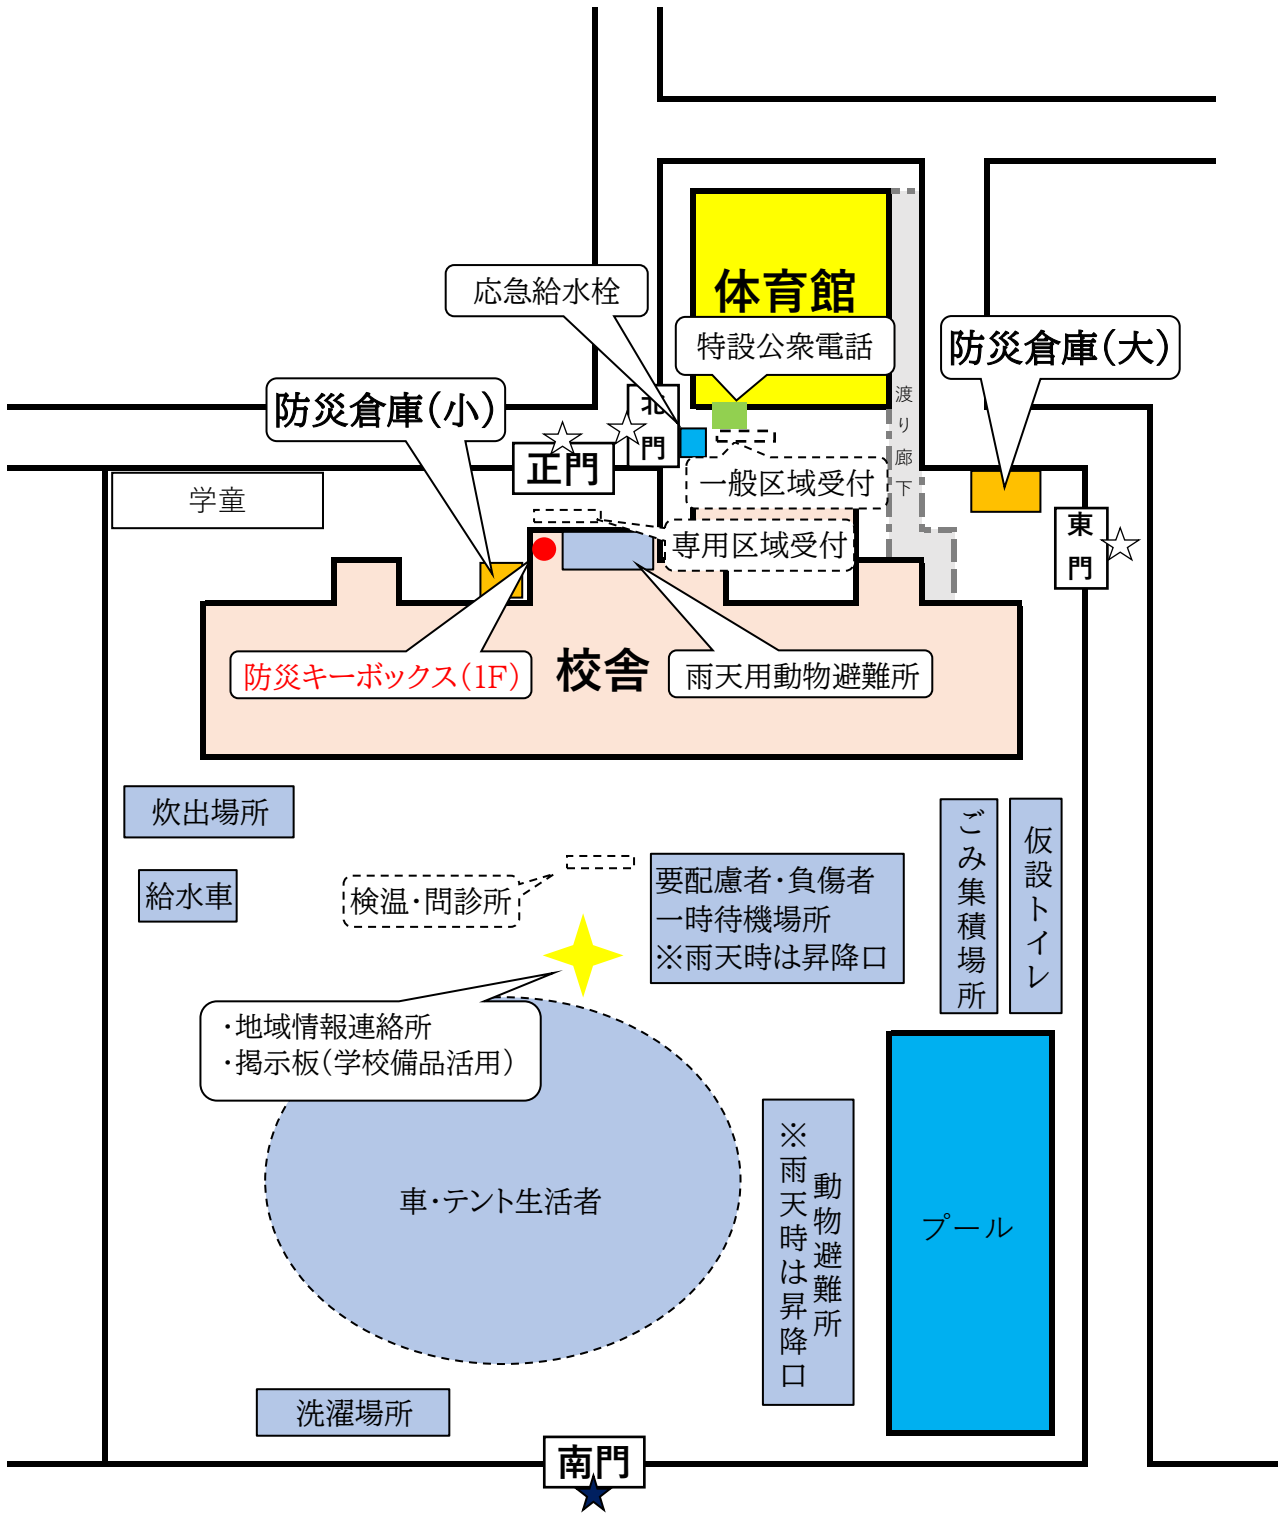 体育館
応急給水栓
特設公衆電話
防災倉庫(大)
防災倉庫(小)
北門
渡り廊下
正門
学童
一般区域受付
東門
専用区域受付
防災キーボックス(1F)
校舎
雨天用動物避難所
炊出場所
給水車
検温・問診所
要配慮者・負傷者
一時待機場所
※雨天時は昇降口
ごみ集積場所
仮設トイレ
・地域情報連絡所
・掲示板(学校備品活用)
車・テント生活者
動物避難所
※雨天時は昇降口
プール
洗濯場所
南門